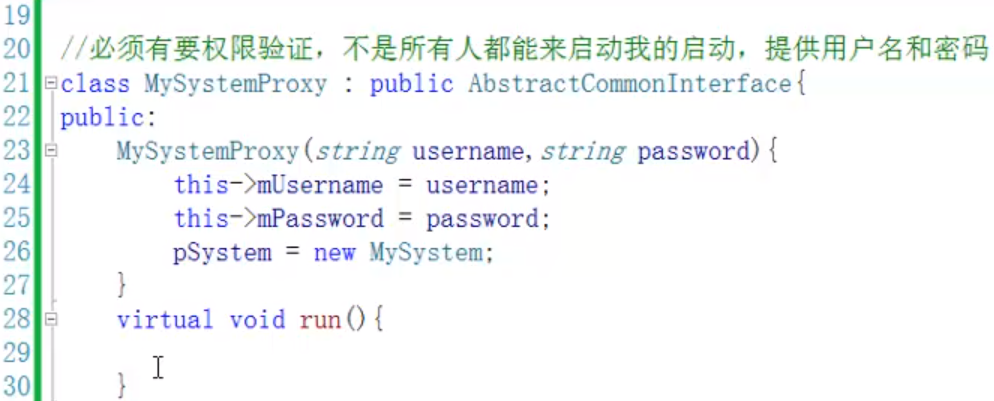 19
20 //必须有要权限验证，不是所有人都能来启动我的启动，提供用户名和密码
21 class MySystemProxy : public AbstractCommonInterface{
22 public:
23 MySystemProxy(string username,string password){
24 this->mUsername = username;
25 this->mPassword = password;
26 pSystem = new MySystem;
27 }
28 virtual void run(){
29
30 }